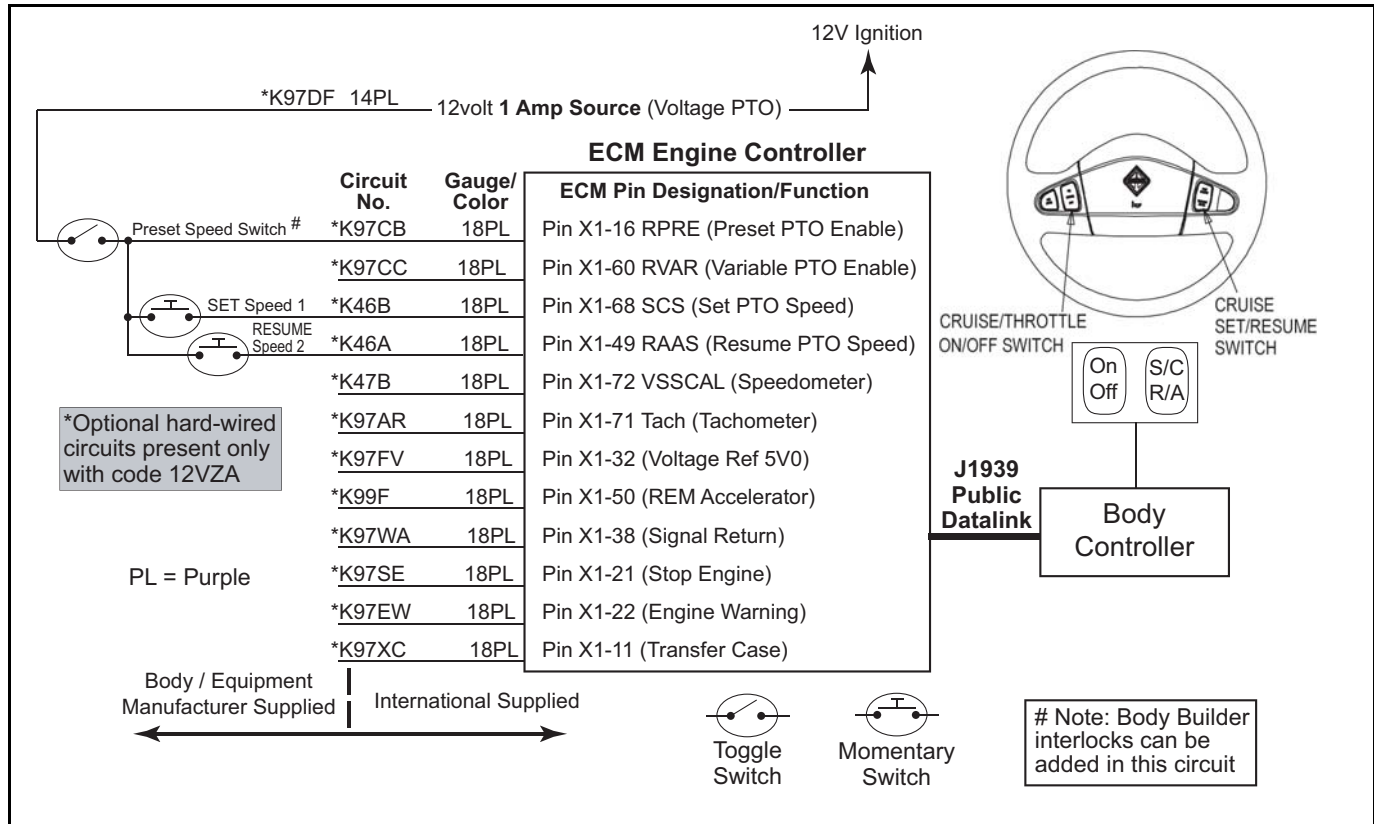 12V Ignition
*K97DF 14PL
12volt 1 Amp Source (Voltage PTO)
ECM Engine Controller
Circuit No.
Gauge/ Color
ECM Pin Designation/Function
Preset Speed Switch #
*K97CB 18PL Pin X1-16 RPRE (Preset PTO Enable)
*K97CC 18PL Pin X1-60 RVAR (Variable PTO Enable)
SET Speed 1
*K46B 18PL Pin X1-68 SCS (Set PTO Speed)
RESUME
Speed 2
*K46A 18PL Pin X1-49 RAAS (Resume PTO Speed)
*K47B 18PL Pin X1-72 VSSCAL (Speedometer)
*K97AR 18PL Pin X1-71 Tach (Tachometer)
*K97FV 18PL Pin X1-32 (Voltage Ref 5V0)
*K99F 18PL Pin X1-50 (REM Accelerator)
*K97WA 18PL Pin X1-38 (Signal Return)
*K97SE 18PL Pin X1-21 (Stop Engine)
*K97EW 18PL Pin X1-22 (Engine Warning)
*K97XC 18PL Pin X1-11 (Transfer Case)
*Optional hard-wired
circuits present only
with code 12VZA
PL = Purple
Body / Equipment
Manufacturer Supplied
International Supplied
Toggle
Switch
Momentary
Switch
CRUISE/THROTTLE
ON/OFF SWITCH
CRUISE
SET/RESUME
SWITCH
On
Off
S/C
R/A
J1939
Public
Datalink
Body
Controller
# Note: Body Builder
interlocks can be
added in this circuit